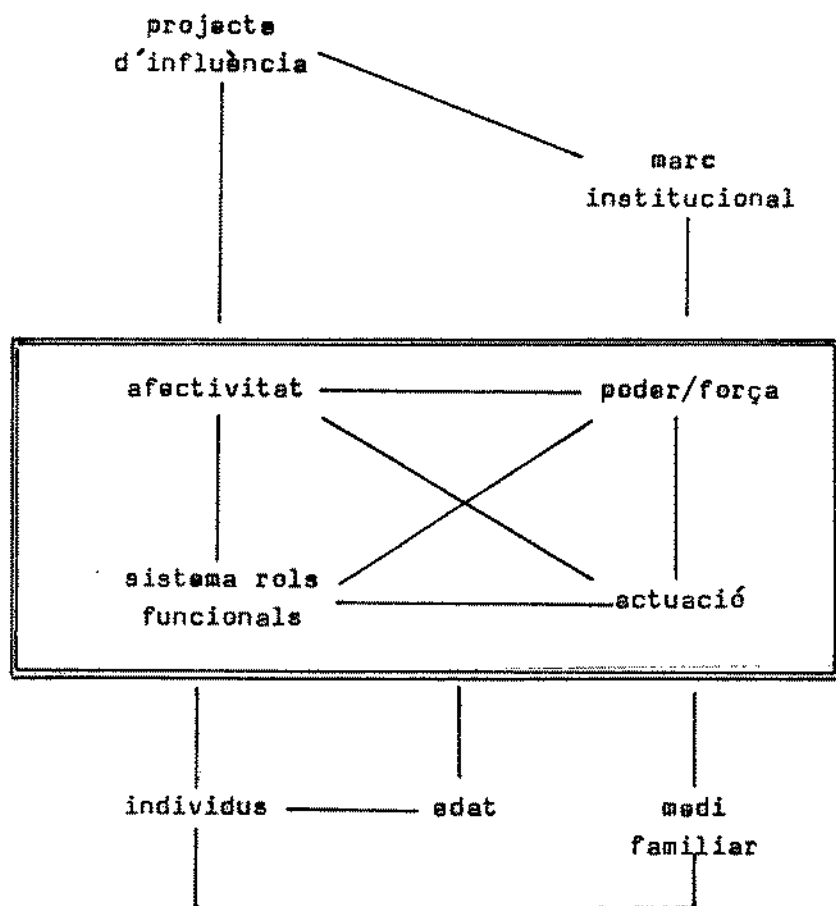 projecte
d´influència
marc
institucional
afectivitat
poder/força
sistema rols
funcionals
actuació
individus
edat
medi
familiar